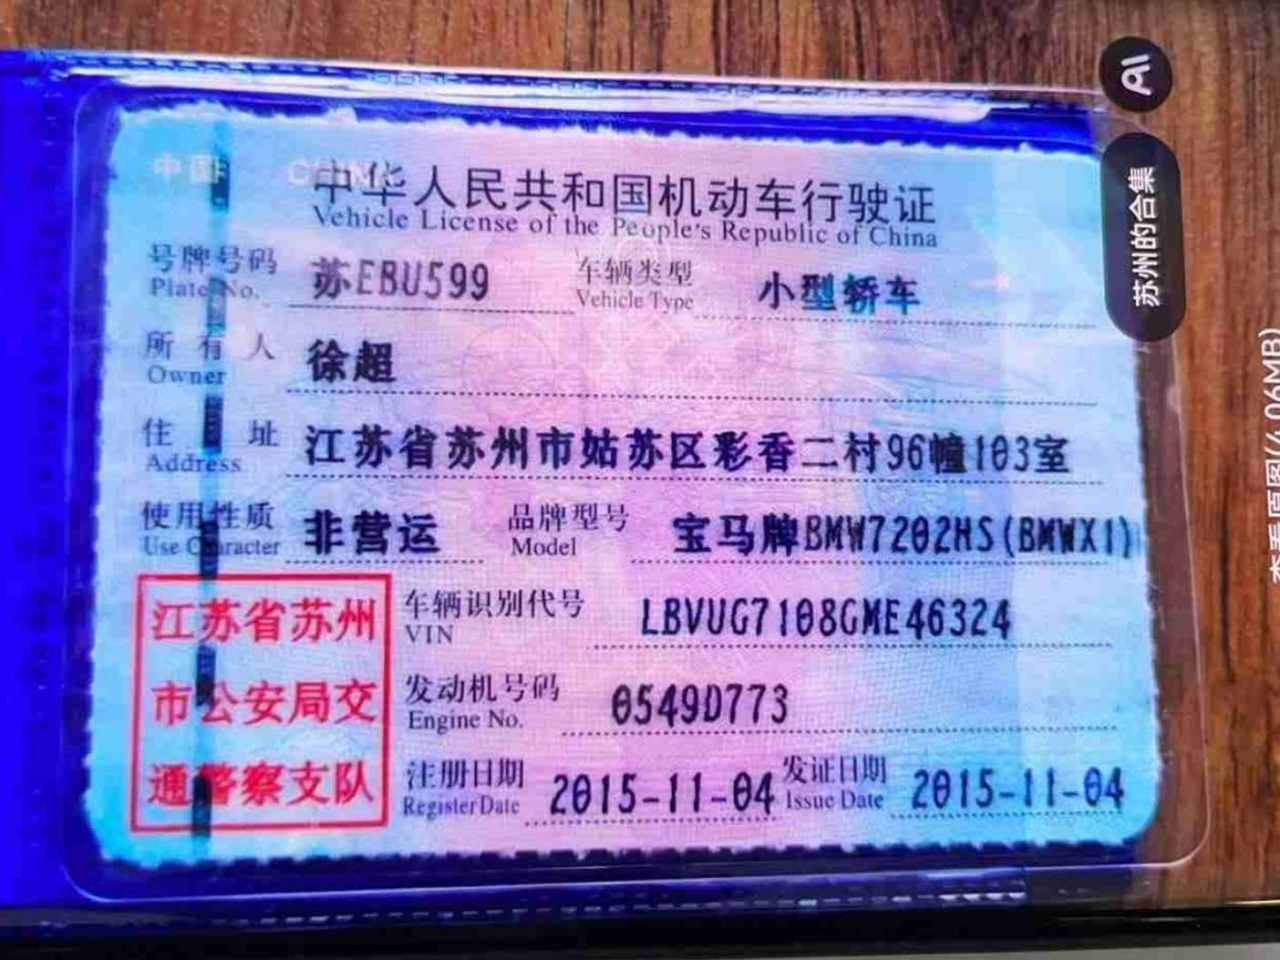 中国 CHINA
中华人民共和国机动车行驶证
Vehicle License of the People's Republic of China
号牌号码 苏EBU599 车辆类型 小型轿车
Plate No. Vehicle Type
所有人 徐超
Owner
住址 江苏省苏州市姑苏区彩香二村96幢103室
Address
使用性质 非营运 品牌型号 宝马牌BMW7202HS(BMWX1)
Use Character Model
江苏省苏州
市公安局交
通警察支队
车辆识别代号 LBVUG7108GME46324
VIN
发动机号码 0549D773
Engine No.
注册日期 2015-11-04 发证日期 2015-11-04
Register Date Issue Date
AI
苏州的合集